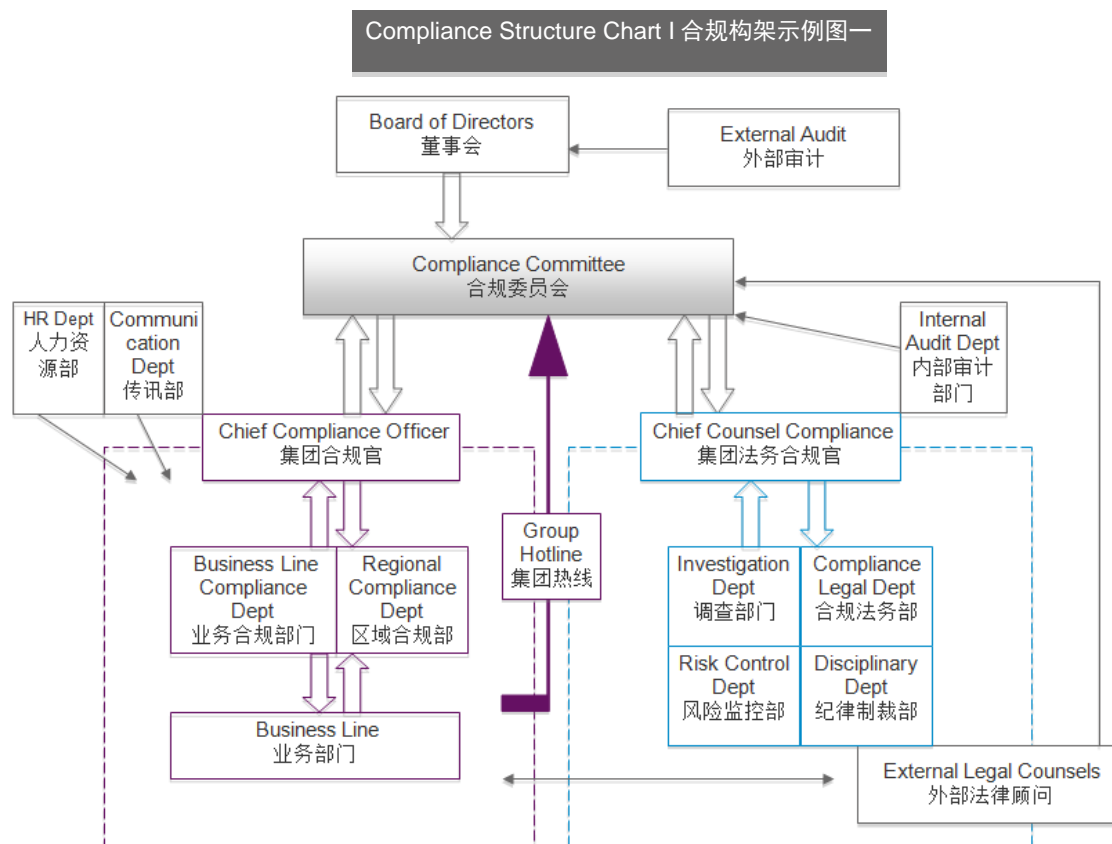 Compliance Structure Chart I 合规构架示例图一
Board of Directors
董事会
External Audit
外部审计
Compliance Committee
合规委员会
HR Dept
人力资
源部
Communi
cation
Dept
传讯部
Internal
Audit Dept
内部审计
部门
Chief Compliance Officer
集团合规官
Chief Counsel Compliance
集团法务合规官
Group
Hotline
集团热线
Business Line
Compliance
Dept
业务合规部门
Regional
Compliance
Dept
区域合规部
Investigation
Dept
调查部门
Compliance
Legal Dept
合规法务部
Risk Control
Dept
风险监控部
Disciplinary
Dept
纪律制裁部
Business Line
业务部门
External Legal Counsels
外部法律顾问